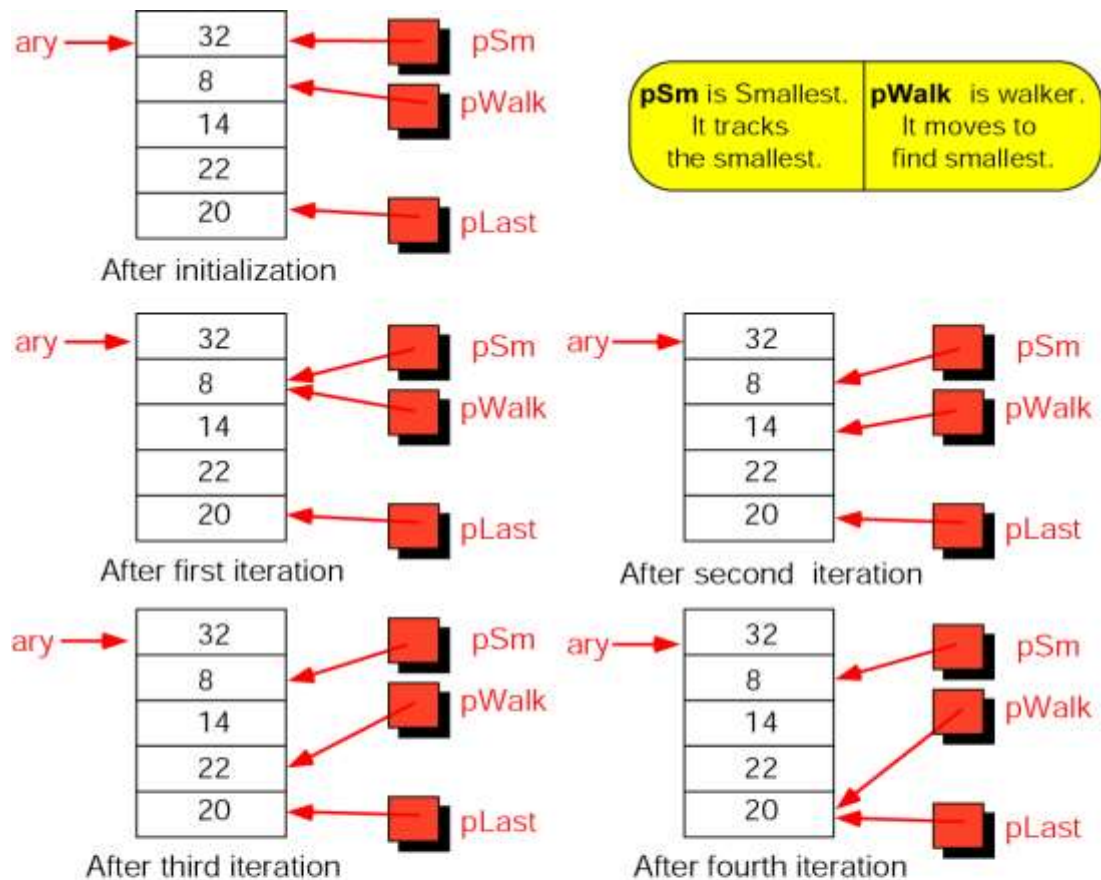 ary
32
8
14
22
20
pSm
pWalk
pLast
After initialization
pSm is Smallest.
It tracks
the smallest.
pWalk is walker.
It moves to
find smallest.
ary
32
8
14
22
20
pSm
pWalk
pLast
After first iteration
ary
32
8
14
22
20
pSm
pWalk
pLast
After second iteration
ary
32
8
14
22
20
pSm
pWalk
pLast
After third iteration
ary
32
8
14
22
20
pSm
pWalk
pLast
After fourth iteration